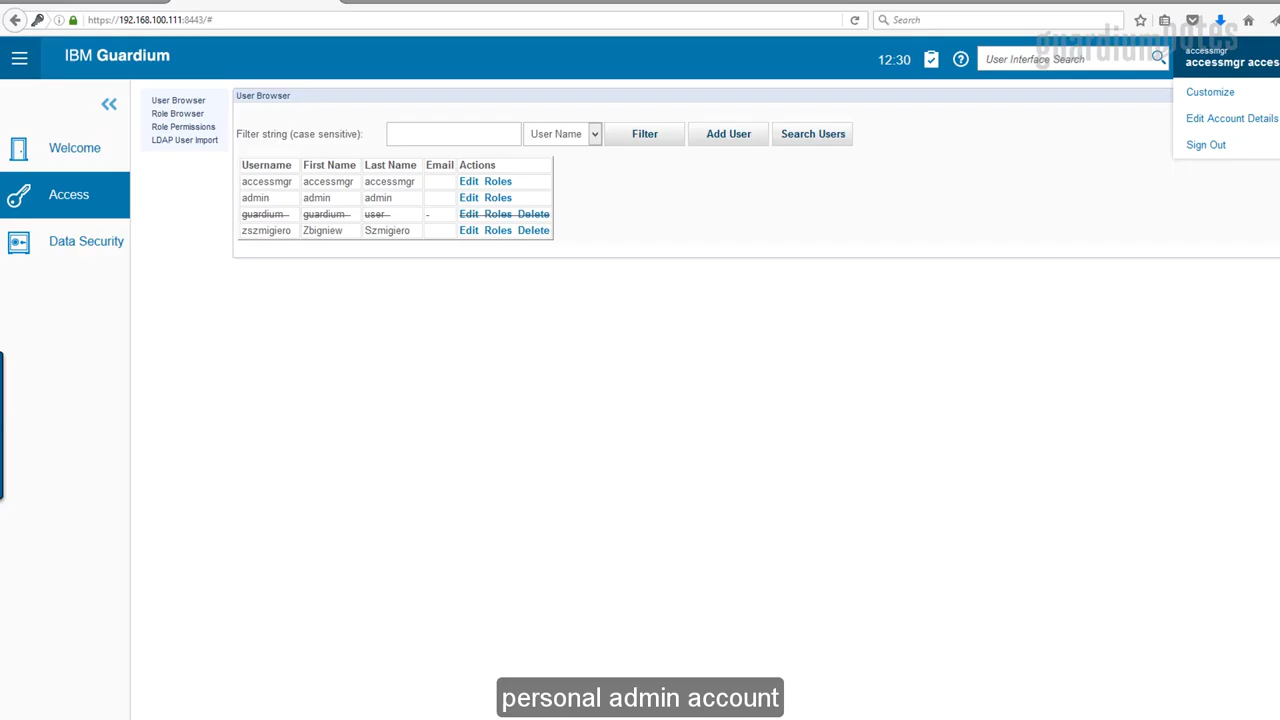 https://192.168.100.111:8443/#
Search
guardiumnotes
IBM Guardium
12:30
User Interface Search
accessmgr
accessmgr acces
Customize
Edit Account Details
Sign Out
Welcome
Access
Data Security
User Browser
Role Browser
Role Permissions
LDAP User Import
User Browser
Filter string (case sensitive):
User Name
Filter
Add User
Search Users
Username First Name Last Name Email Actions
accessmgr accessmgr accessmgr Edit Roles
admin admin admin Edit Roles
guardium guardium user - Edit Roles Delete
zszmigiero Zbigniew Szmigiero Edit Roles Delete
personal admin account